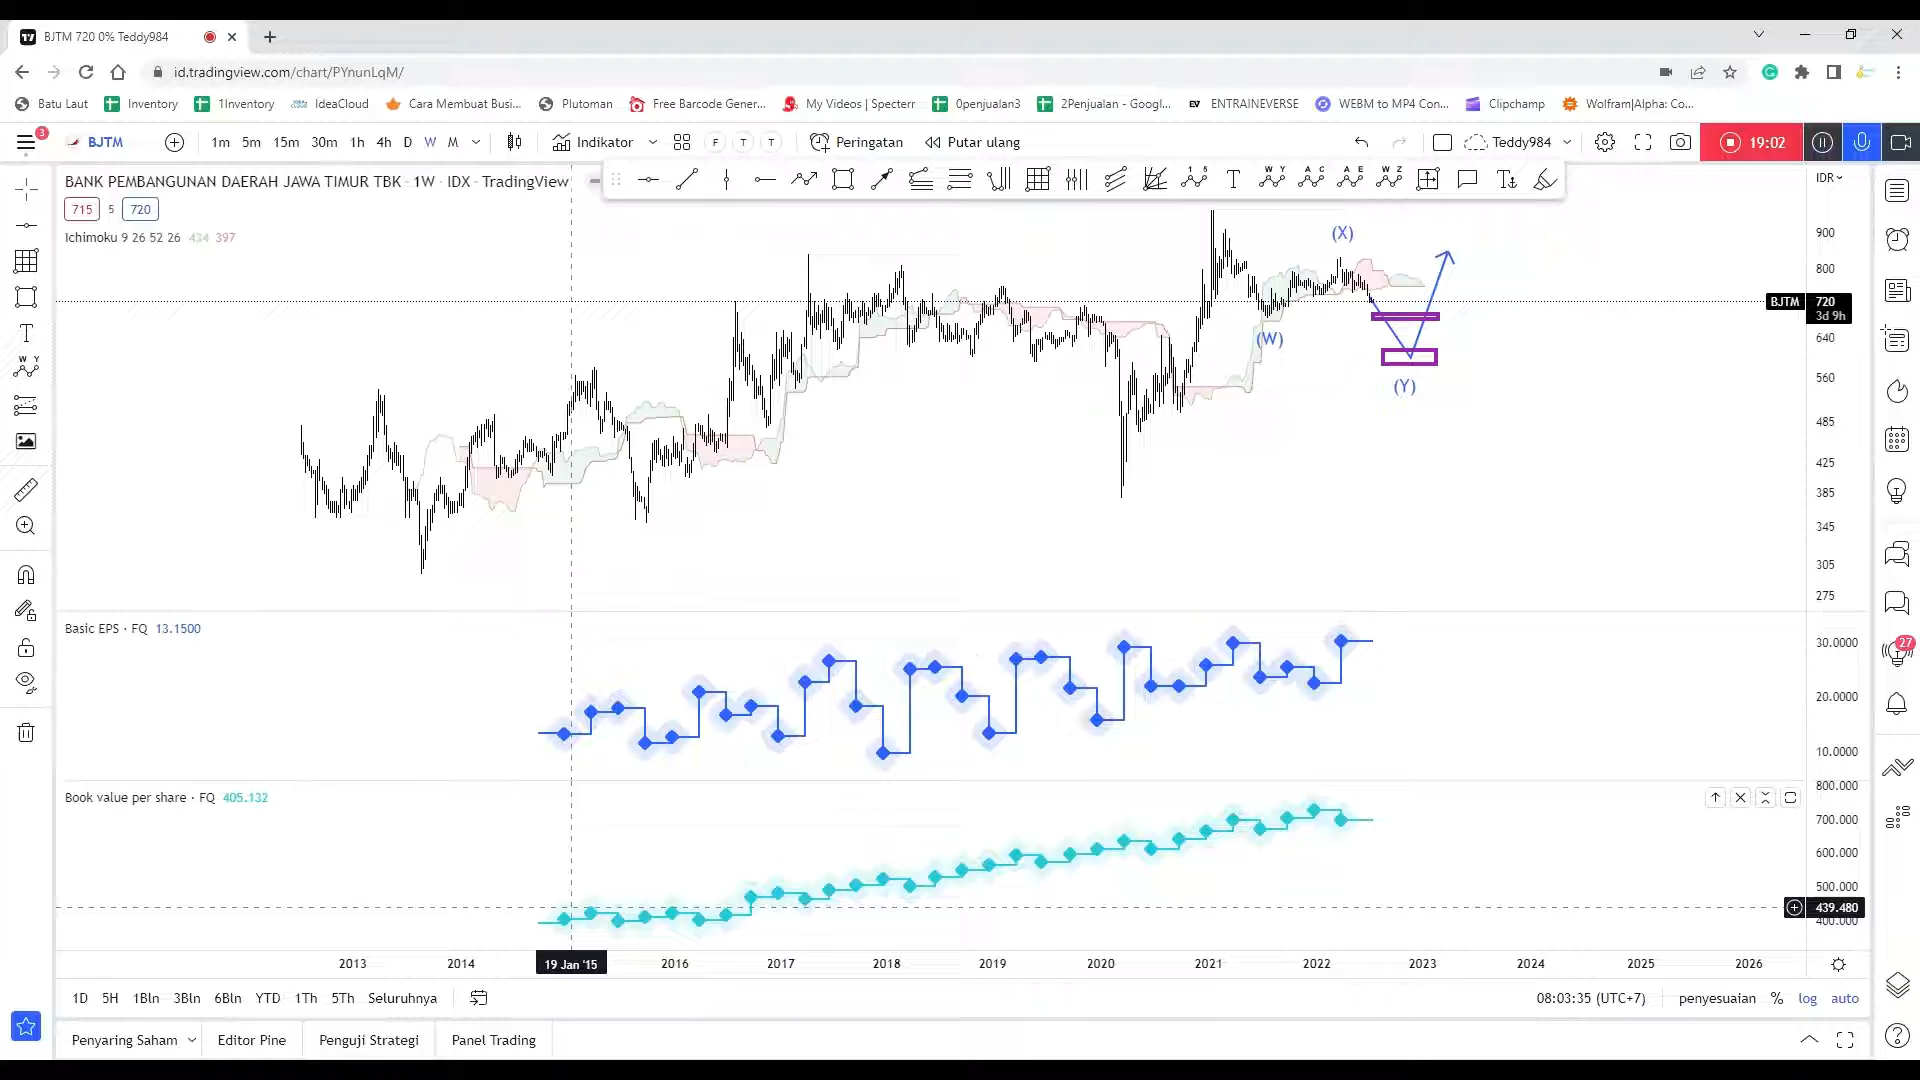 BJTM 720 0% Teddy984
id.tradingview.com/chart/PYnunLqM/
Batu Laut Inventory 1Inventory IdeaCloud Cara Membuat Busi... Plutoman Free Barcode Gener... My Videos | Specterr 0penjualan3 2Penjualan - Googl... EV ENTRAINEVERSE WEBM to MP4 Con... Clipchamp Wolfram|Alpha: Co...
3 BJTM 1m 5m 15m 30m 1h 4h D W M Indikator F T T Peringatan Putar ulang Teddy984 19:02
BANK PEMBANGUNAN DAERAH JAWA TIMUR TBK · 1W · IDX · TradingView
IDR
715 5 720
Ichimoku 9 26 52 26 434 397
(X)
(W)
(Y)
900
800
BJTM 720
3d 9h
640
560
485
425
385
345
305
275
Basic EPS · FQ 13.1500
30.0000
20.0000
10.0000
27
Book value per share · FQ 405.132
800.000
700.000
600.000
500.000
439.480
400.000
2013 2014 19 Jan '15 2016 2017 2018 2019 2020 2021 2022 2023 2024 2025 2026
1D 5H 1Bln 3Bln 6Bln YTD 1Th 5Th Seluruhnya 08:03:35 (UTC+7) penyesuaian % log auto
Penyaring Saham Editor Pine Penguji Strategi Panel Trading